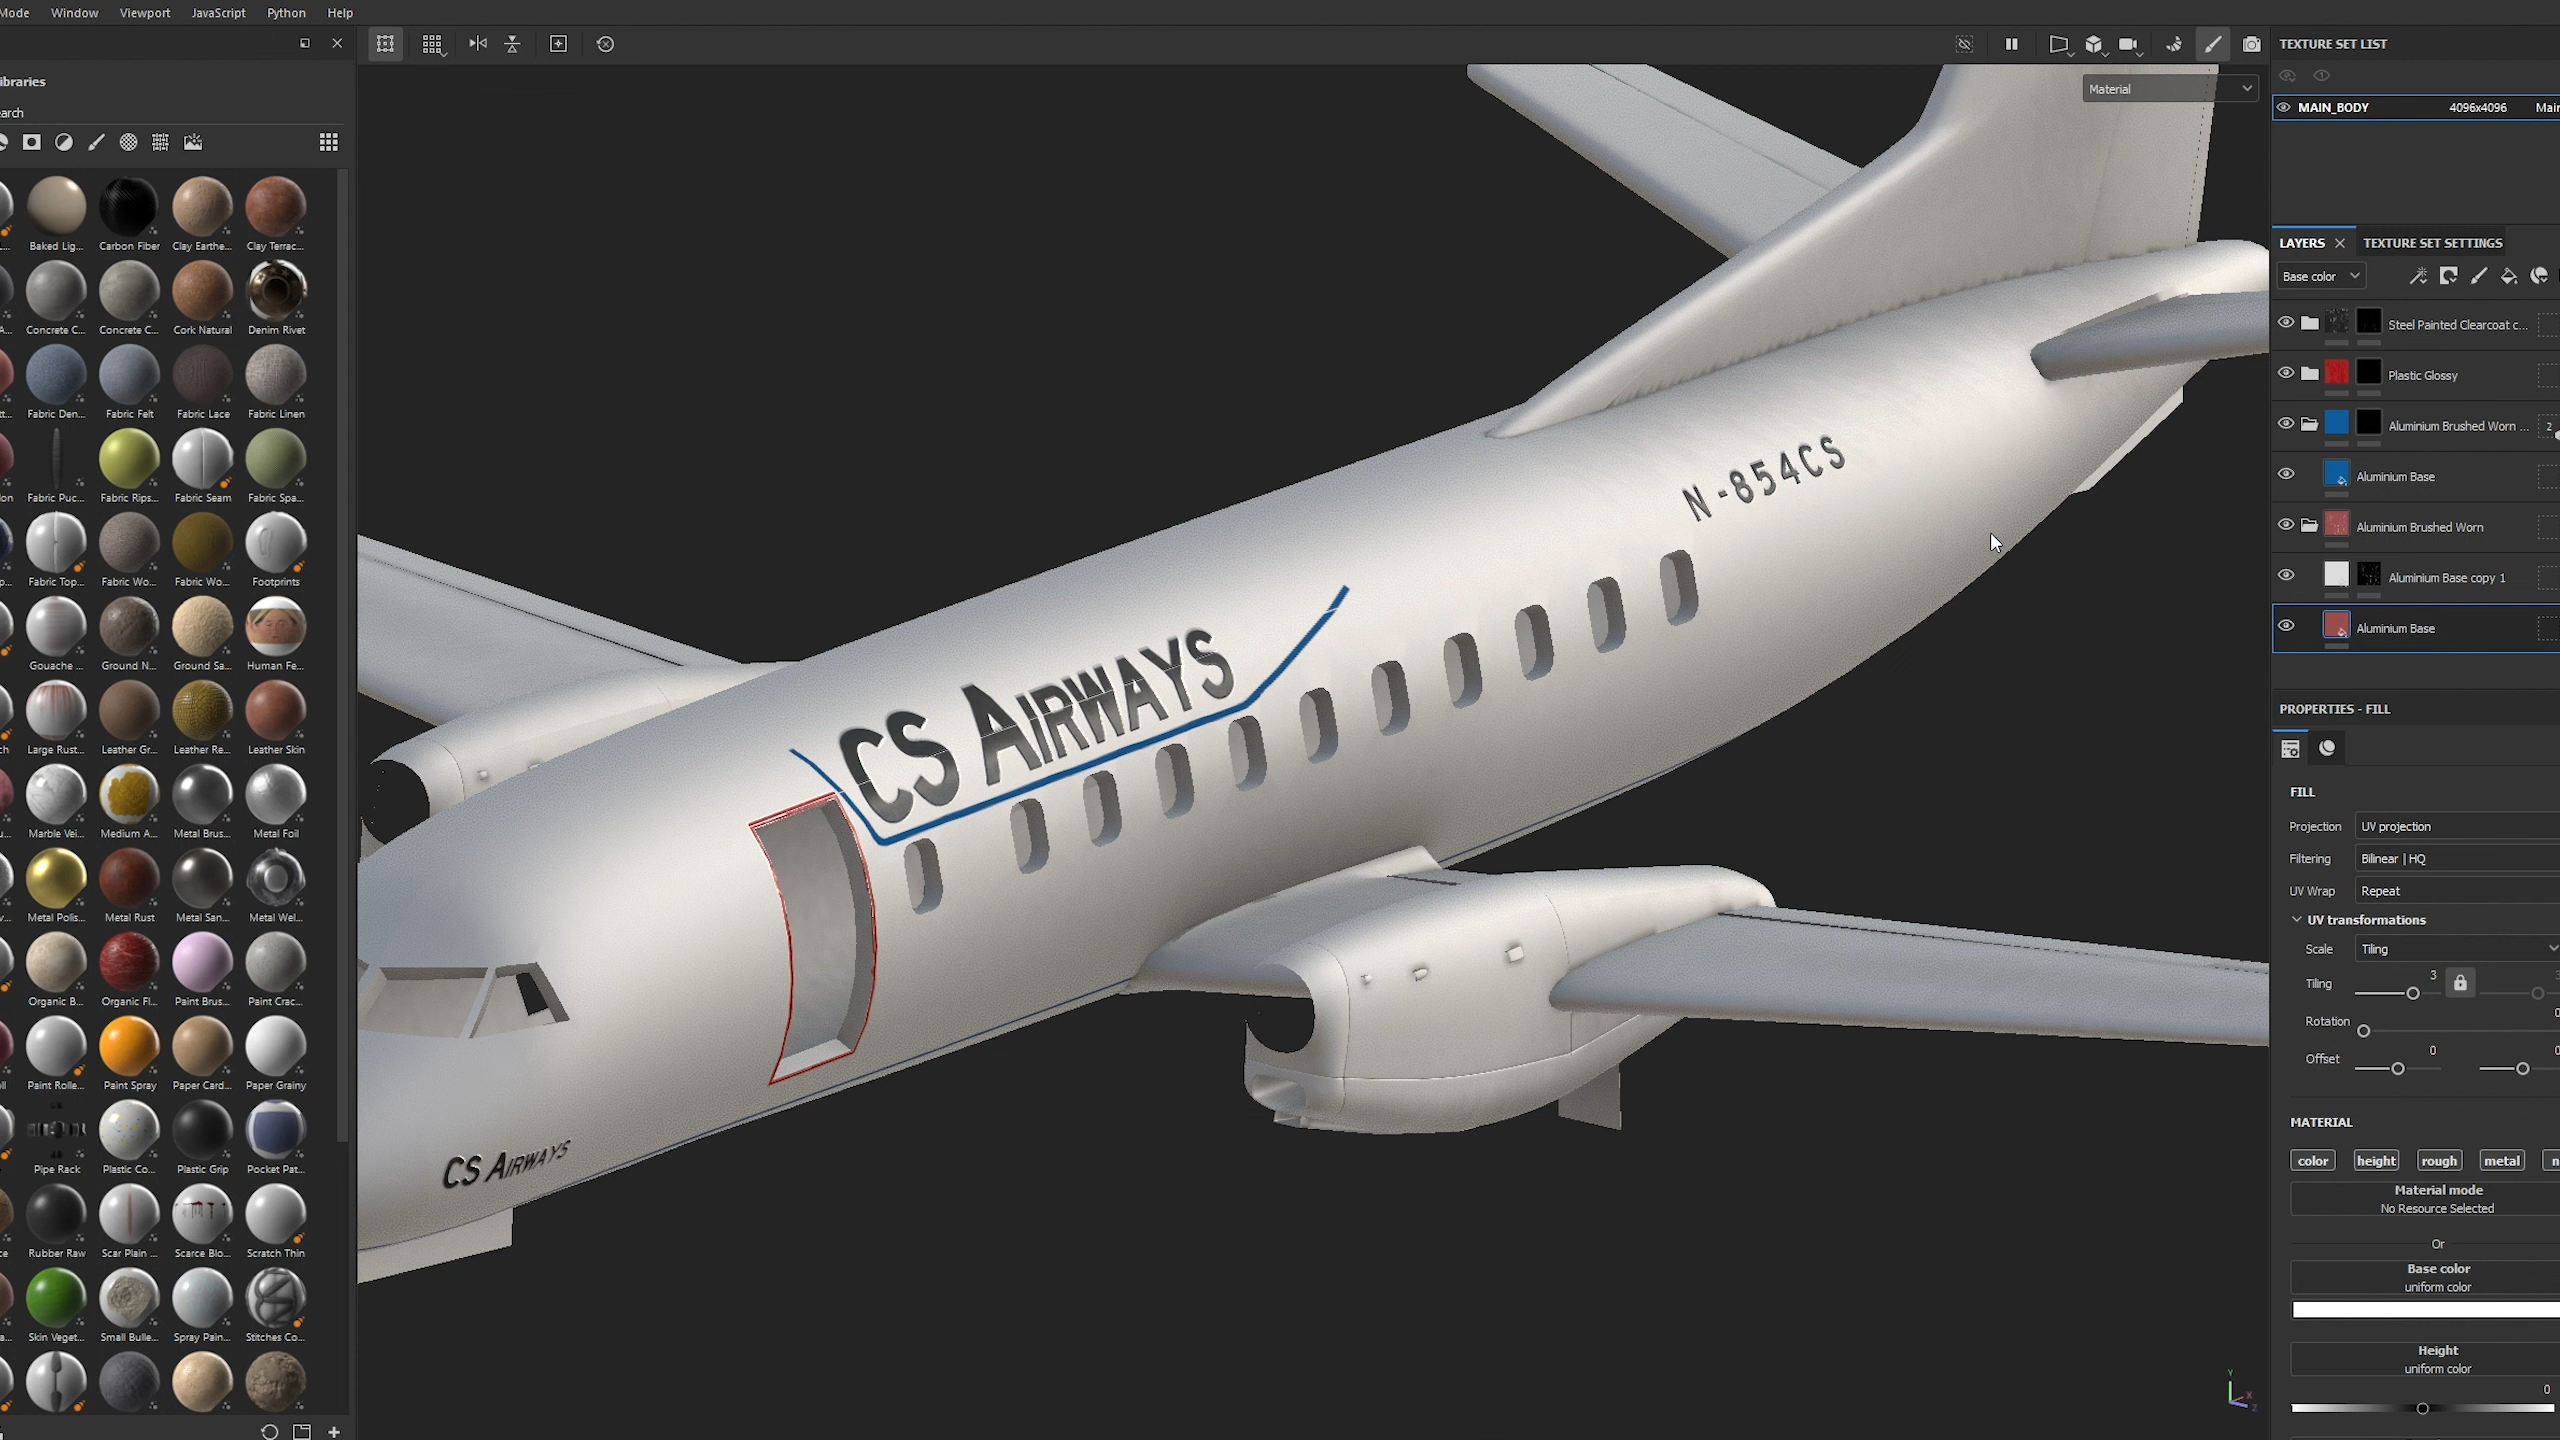 Mode Window Viewport JavaScript Python Help
TEXTURE SET LIST
Material
MAIN_BODY 4096x4096
LAYERS TEXTURE SET SETTINGS
Base color
Steel Painted Clearcoat c...
Plastic Glossy
Aluminium Brushed Worn ... 2
Aluminium Base
Aluminium Brushed Worn
Aluminium Base copy 1
Aluminium Base
PROPERTIES - FILL
FILL
Projection UV projection
Filtering Bilinear | HQ
UV Wrap Repeat
UV transformations
Scale Tiling
Tiling 3
Rotation
Offset 0
MATERIAL
color height rough metal n
Material mode
No Resource Selected
Or
Base color
uniform color
Height
uniform color
0
ibraries
earch
Baked Lig... Carbon Fiber Clay Earthe... Clay Terrac...
Concrete C... Concrete C... Cork Natural Denim Rivet
Fabric Den... Fabric Felt Fabric Lace Fabric Linen
Fabric Puc... Fabric Rips... Fabric Seam Fabric Spa...
Fabric Top... Fabric Wo... Fabric Wo... Footprints
Gouache ... Ground N... Ground Sa... Human Fe...
Large Rust... Leather Gr... Leather Re... Leather Skin
Marble Vei... Medium A... Metal Brus... Metal Foil
Metal Polis... Metal Rust Metal San... Metal Wel...
Organic B... Organic Fl... Paint Brus... Paint Crac...
Paint Rolle... Paint Spray Paper Card... Paper Grainy
Pipe Rack Plastic Co... Plastic Grip Pocket Pat...
Rubber Raw Scar Plain ... Scarce Blo... Scratch Thin
Skin Veget... Small Bulle... Spray Pain... Stitches Co...
N-854CS
CS AIRWAYS
CS AIRWAYS
Y
X
Z